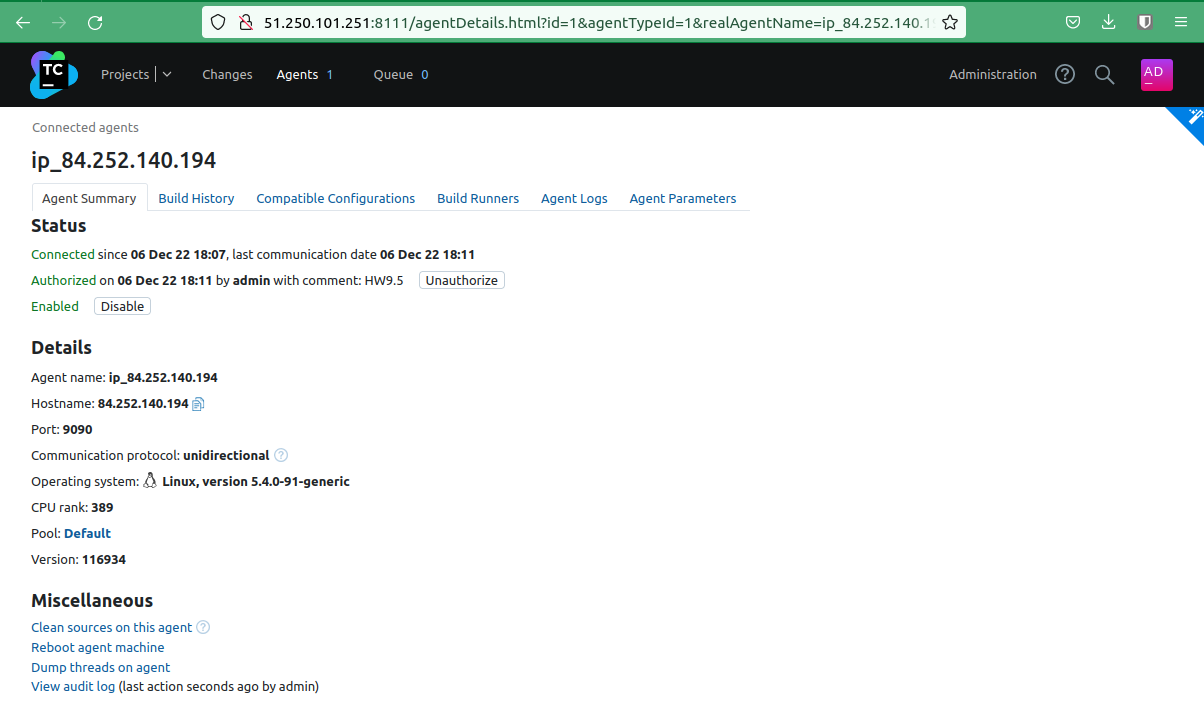 51.250.101.251:8111/agentDetails.html?id=1&agentTypeId=1&realAgentName=ip_84.252.140.1
TC
Projects Changes Agents 1 Queue 0 Administration ? AD
Connected agents
ip_84.252.140.194
Agent Summary Build History Compatible Configurations Build Runners Agent Logs Agent Parameters
Status
Connected since 06 Dec 22 18:07, last communication date 06 Dec 22 18:11
Authorized on 06 Dec 22 18:11 by admin with comment: HW9.5 Unauthorize
Enabled Disable
Details
Agent name: ip_84.252.140.194
Hostname: 84.252.140.194
Port: 9090
Communication protocol: unidirectional ?
Operating system: Linux, version 5.4.0-91-generic
CPU rank: 389
Pool: Default
Version: 116934
Miscellaneous
Clean sources on this agent ?
Reboot agent machine
Dump threads on agent
View audit log (last action seconds ago by admin)